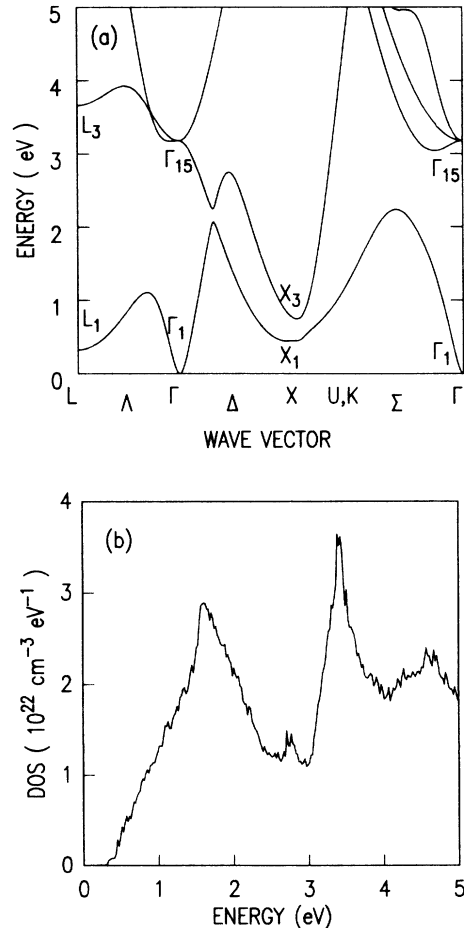 (a)
5
4
3
2
1
0
ENERGY ( eV)
L₃
Γ₁₅
L₁
Γ₁
X₃
X₁
Γ₁₅
Γ₁
L Λ Γ Δ X U,K Σ Γ
WAVE VECTOR
(b)
4
3
2
1
0
DOS ( 10²² cm⁻³ eV⁻¹ )
0 1 2 3 4 5
ENERGY (eV)